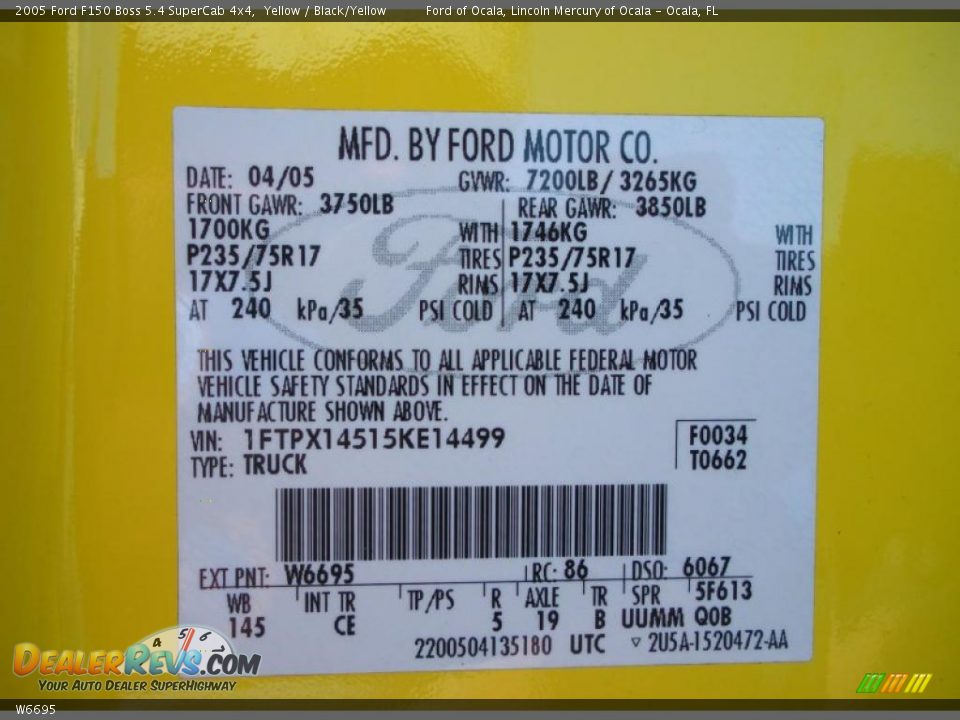 2005 Ford F150 Boss 5.4 SuperCab 4x4, Yellow / Black/Yellow Ford of Ocala, Lincoln Mercury of Ocala - Ocala, FL
MFD. BY FORD MOTOR CO.
DATE: 04/05 GVWR: 7200LB/ 3265KG
FRONT GAWR: 3750LB REAR GAWR: 3850LB
1700KG WITH 1746KG WITH
P235/75R17 TIRES P235/75R17 TIRES
17X7.5J RIMS 17X7.5J RIMS
AT 240 kPa/35 PSI COLD AT 240 kPa/35 PSI COLD
Ford
THIS VEHICLE CONFORMS TO ALL APPLICABLE FEDERAL MOTOR
VEHICLE SAFETY STANDARDS IN EFFECT ON THE DATE OF
MANUFACTURE SHOWN ABOVE.
VIN: 1FTPX14515KE14499 F0034
TYPE: TRUCK T0662
EXT PNT: W6695 RC: 86 DSO: 6067
WB INT TR TP/PS R AXLE TR SPR 5F613
145 CE 5 19 B UUMM QOB
2200504135180 UTC ▽ 2U5A-1520472-AA
4 5 6
DealerRevs.com
Your Auto Dealer SuperHighway
W6695